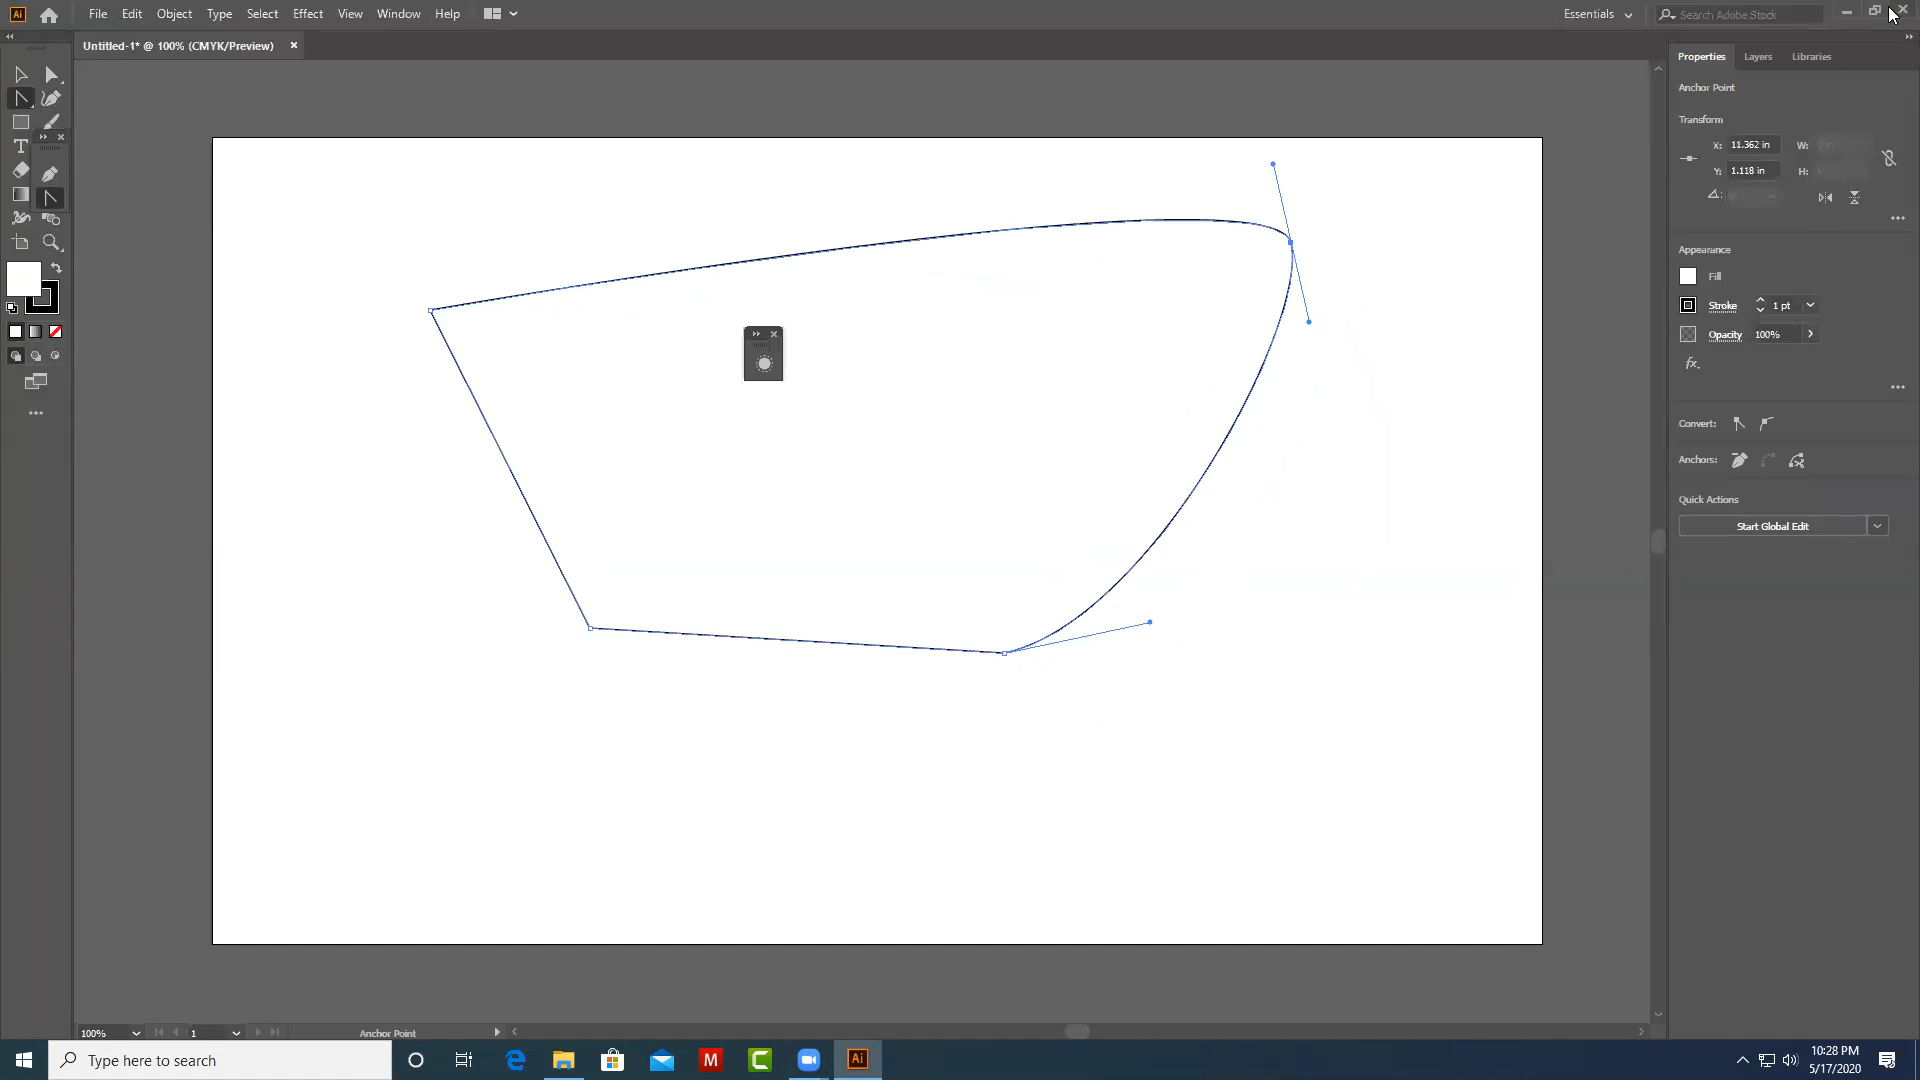 Ai File Edit Object Type Select Effect View Window Help Essentials Search Adobe Stock
Untitled-1* @ 100% (CMYK/Preview)
Properties Layers Libraries
Anchor Point
Transform
X: 11.362 in W:
Y: 1.118 in H:
Appearance
Fill
Stroke 1 pt
Opacity 100%
fx.
Convert:
Anchors:
Quick Actions
Start Global Edit
T
100% 1 Anchor Point
Type here to search
M
Ai
10:28 PM
5/17/2020